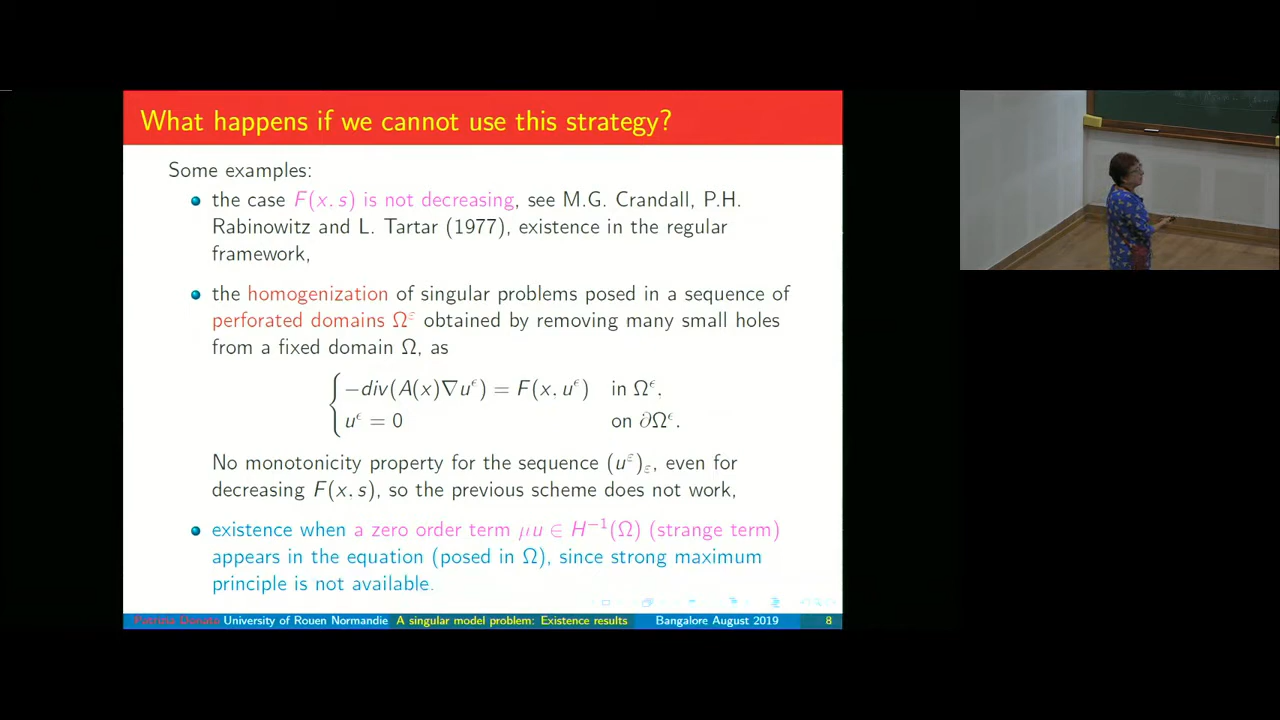 What happens if we cannot use this strategy?
Some examples:
the case F(x, s) is not decreasing, see M.G. Crandall, P.H.
Rabinowitz and L. Tartar (1977), existence in the regular
framework,
the homogenization of singular problems posed in a sequence of
perforated domains Ω^ε obtained by removing many small holes
from a fixed domain Ω, as
−div(A(x)∇u^ϵ) = F(x, u^ϵ) in Ω^ϵ,
u^ϵ = 0 on ∂Ω^ϵ.
No monotonicity property for the sequence (u^ε)_ε, even for
decreasing F(x, s), so the previous scheme does not work,
existence when a zero order term μu ∈ H^−1(Ω) (strange term)
appears in the equation (posed in Ω), since strong maximum
principle is not available.
Patrizia Donato University of Rouen Normandie A singular model problem: Existence results Bangalore August 2019 8